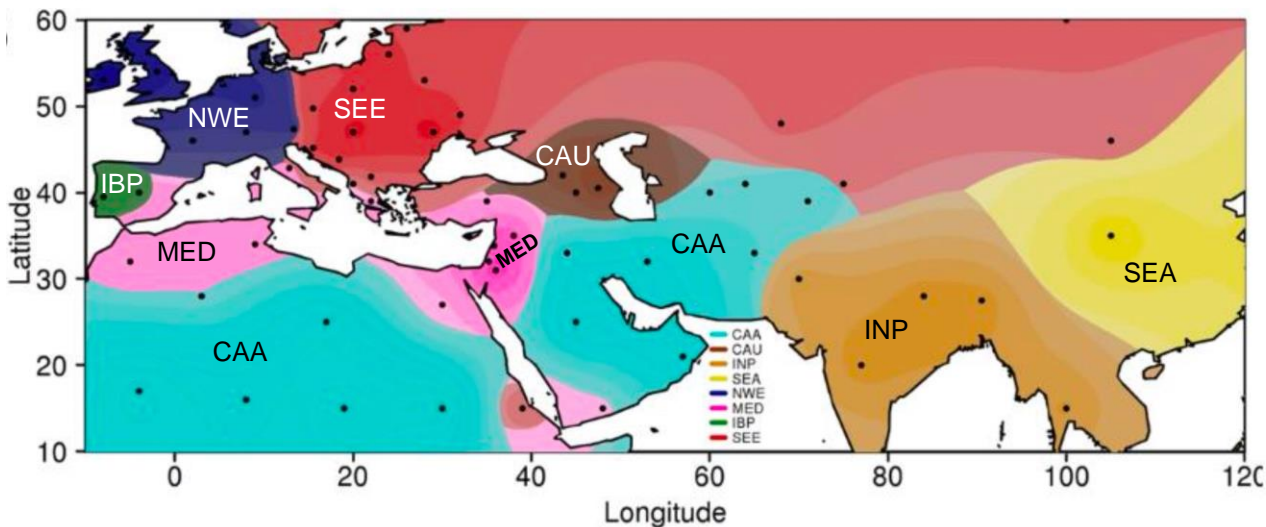 60
50
40
30
20
10
Latitude
NWE
SEE
IBP
CAU
MED
MED
CAA
CAA
SEA
INP
CAA
CAU
INP
SEA
NWE
MED
IBP
SEE
0
20
40
60
80
100
120
Longitude